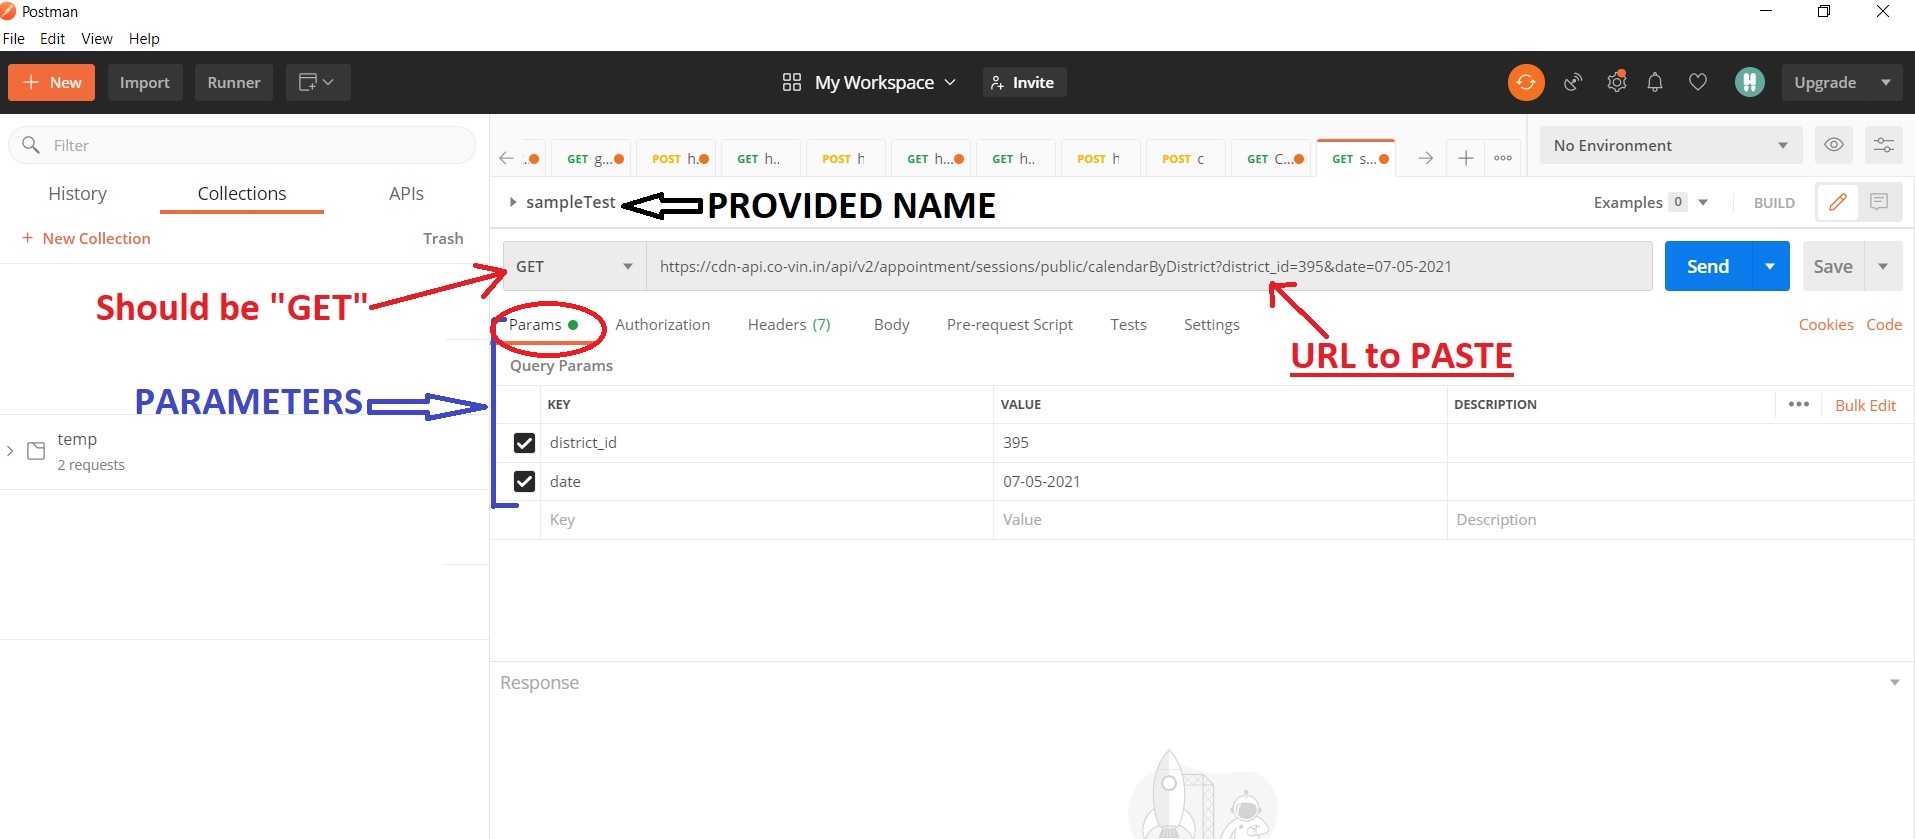 Postman
File Edit View Help
+ New Import Runner My Workspace Invite Upgrade
Filter
History Collections APIs
+ New Collection Trash
temp
2 requests
GET g... POST h... GET h.. POST h GET h... GET h.. POST h POST c GET C... GET s... + ooo
No Environment
sampleTest PROVIDED NAME
Examples 0 BUILD
GET https://cdn-api.co-vin.in/api/v2/appointment/sessions/public/calendarByDistrict?district_id=395&date=07-05-2021 Send Save
Should be "GET"
Params Authorization Headers (7) Body Pre-request Script Tests Settings Cookies Code
URL to PASTE
Query Params
PARAMETERS
KEY VALUE DESCRIPTION ••• Bulk Edit
district_id 395
date 07-05-2021
Key Value Description
Response